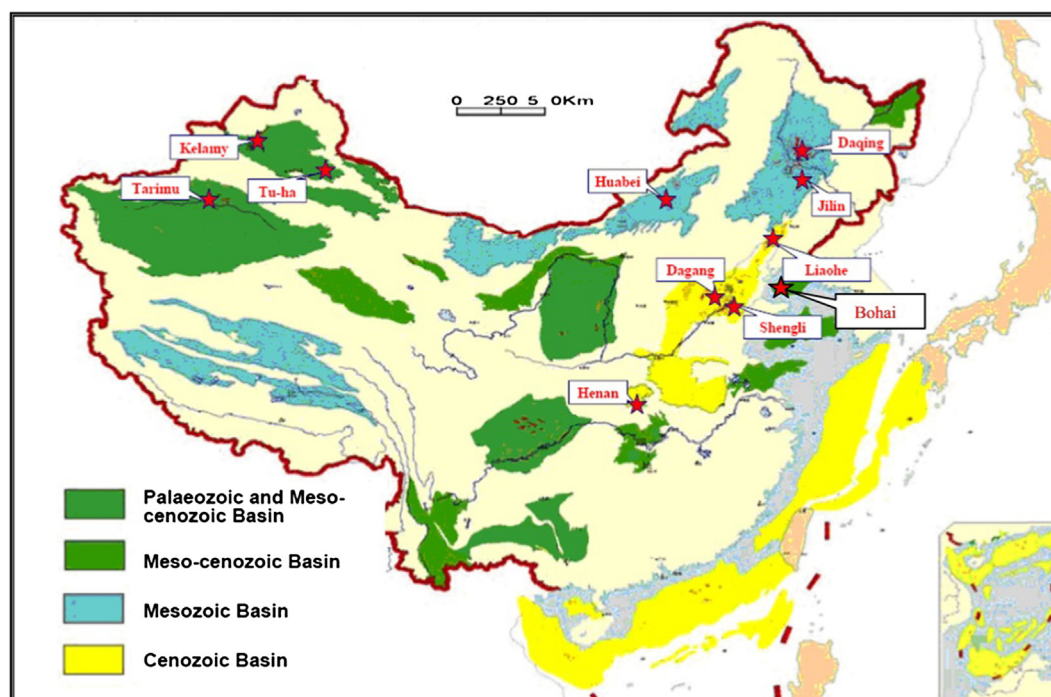 0 250 5 0Km
Kelamy
Daqing
Tu-ha
Tarimu
Huabei
Jilin
Dagang
Liaohe
Bohai
Shengli
Henan
Palaeozoic and Meso-
cenozoic Basin
Meso-cenozoic Basin
Mesozoic Basin
Cenozoic Basin